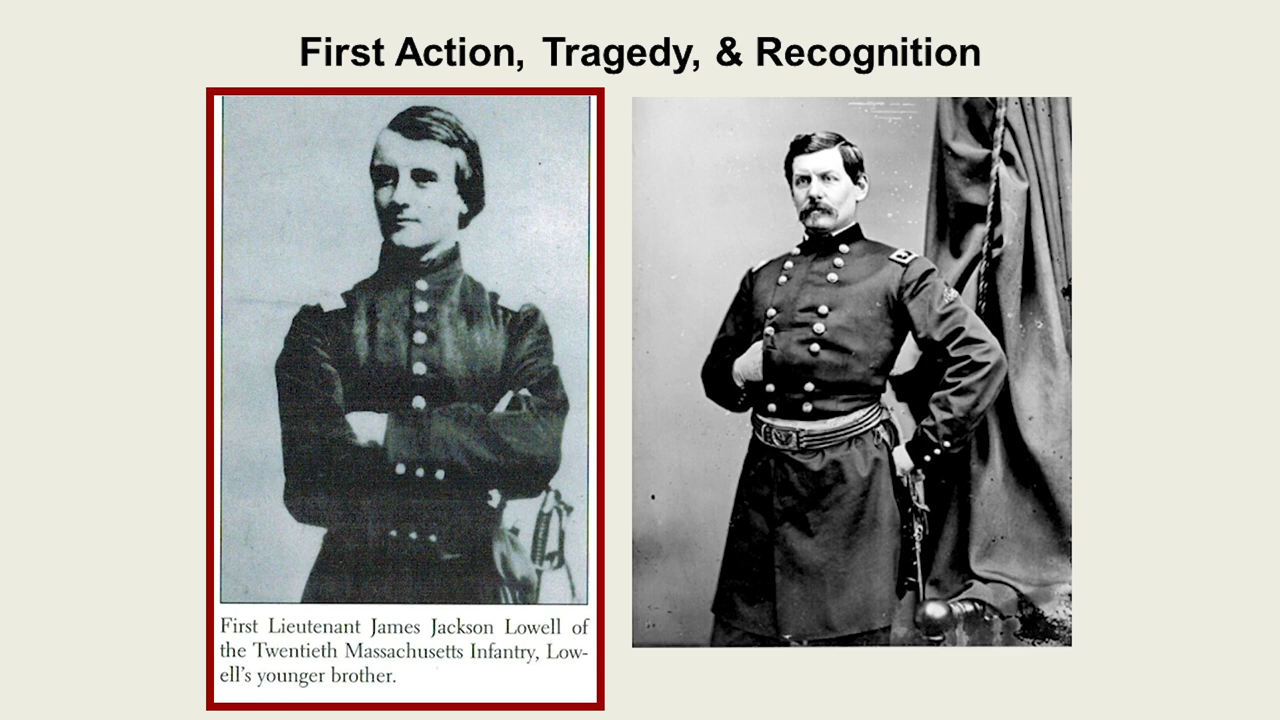 First Action, Tragedy, & Recognition
First Lieutenant James Jackson Lowell of
the Twentieth Massachusetts Infantry, Low-
ell's younger brother.